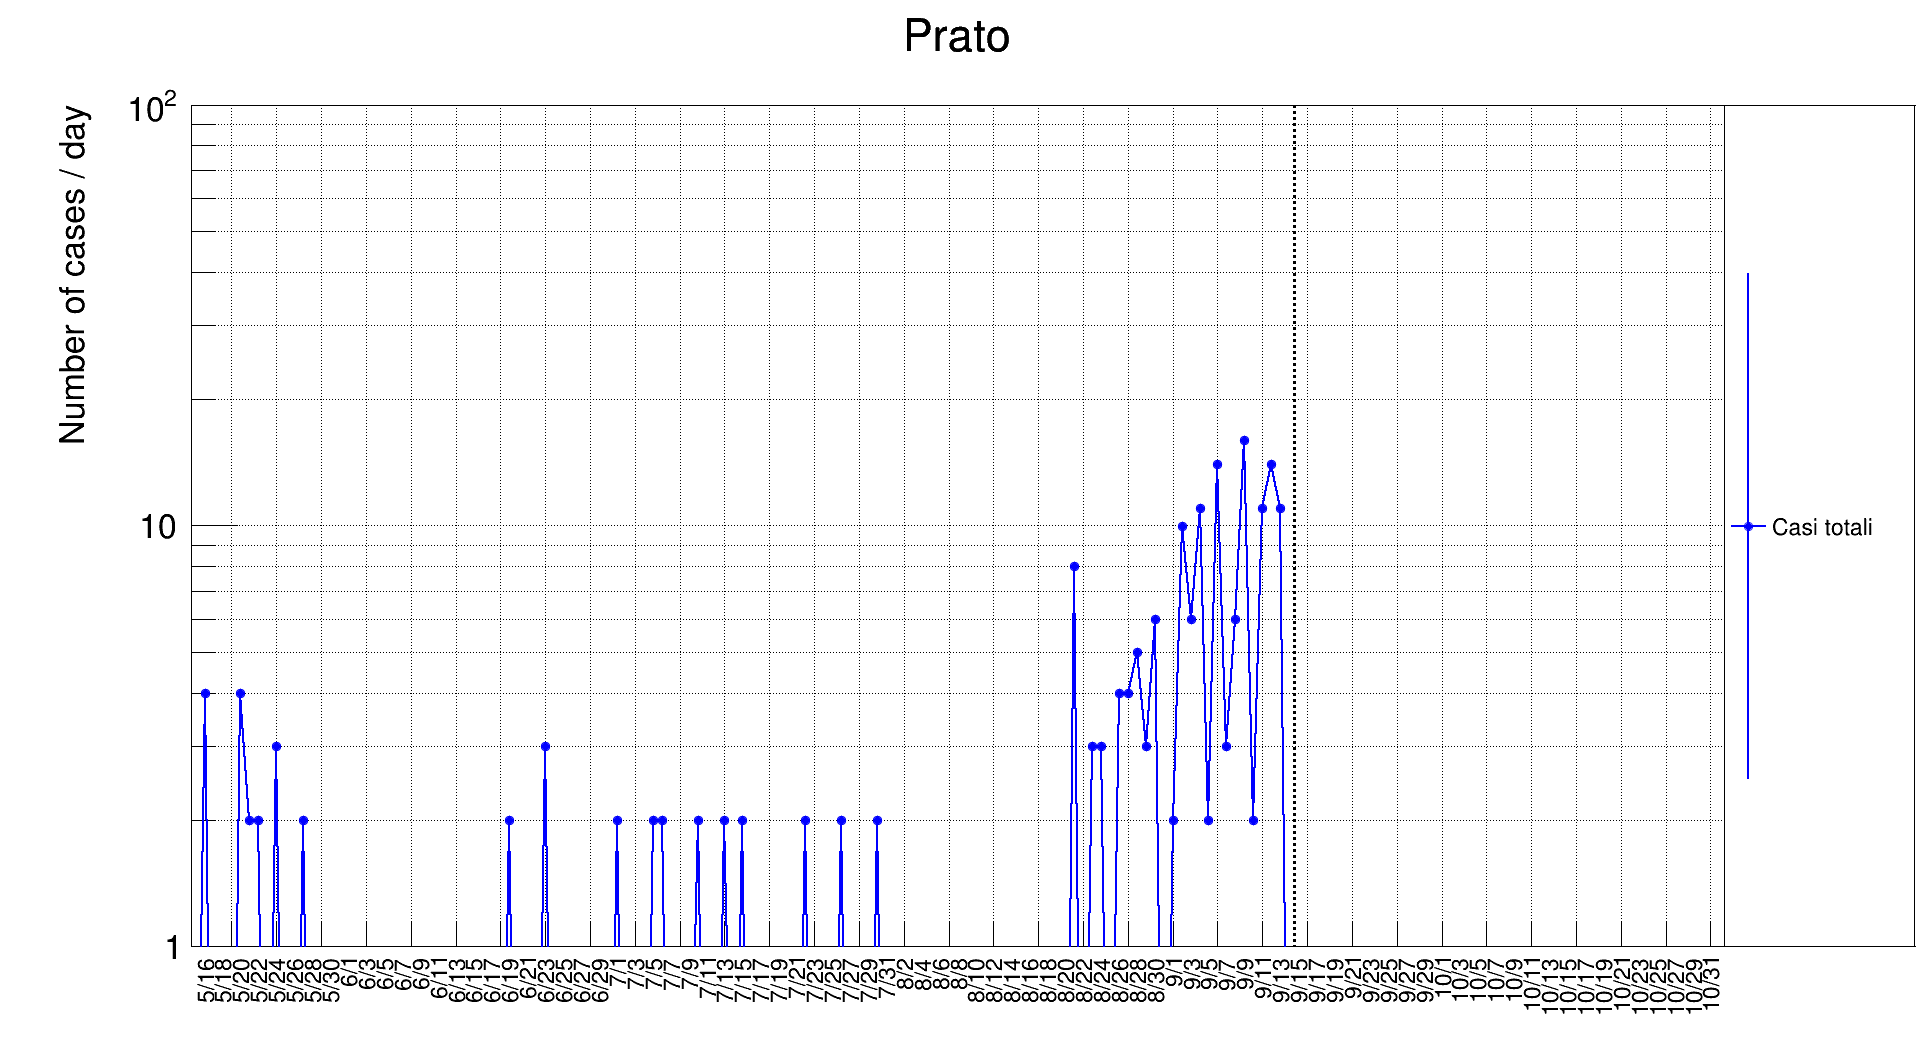 Prato
Number of cases / day
10²
10
1
Casi totali
5/16 5/18 5/20 5/22 5/24 5/26 5/28 5/30 6/1 6/3 6/5 6/7 6/9 6/11 6/13 6/15 6/17 6/19 6/21 6/23 6/25 6/27 6/29 7/1 7/3 7/5 7/7 7/9 7/11 7/13 7/15 7/17 7/19 7/21 7/23 7/25 7/27 7/29 7/31 8/2 8/4 8/6 8/8 8/10 8/12 8/14 8/16 8/18 8/20 8/22 8/24 8/26 8/28 8/30 9/1 9/3 9/5 9/7 9/9 9/11 9/13 9/15 9/17 9/19 9/21 9/23 9/25 9/27 9/29 10/1 10/3 10/5 10/7 10/9 10/11 10/13 10/15 10/17 10/19 10/21 10/23 10/25 10/27 10/29 10/31